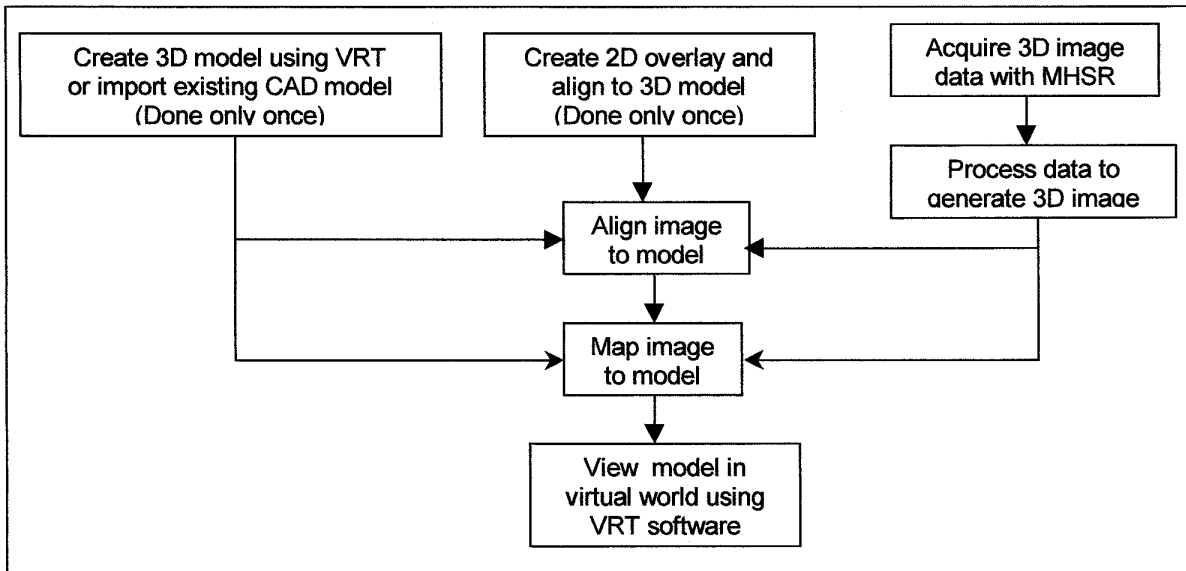 Create 3D model using VRT
or import existing CAD model
(Done only once)
Create 2D overlay and
align to 3D model
(Done only once)
Acquire 3D image
data with MHSR
Process data to
generate 3D image
Align image
to model
Map image
to model
View model in
virtual world using
VRT software